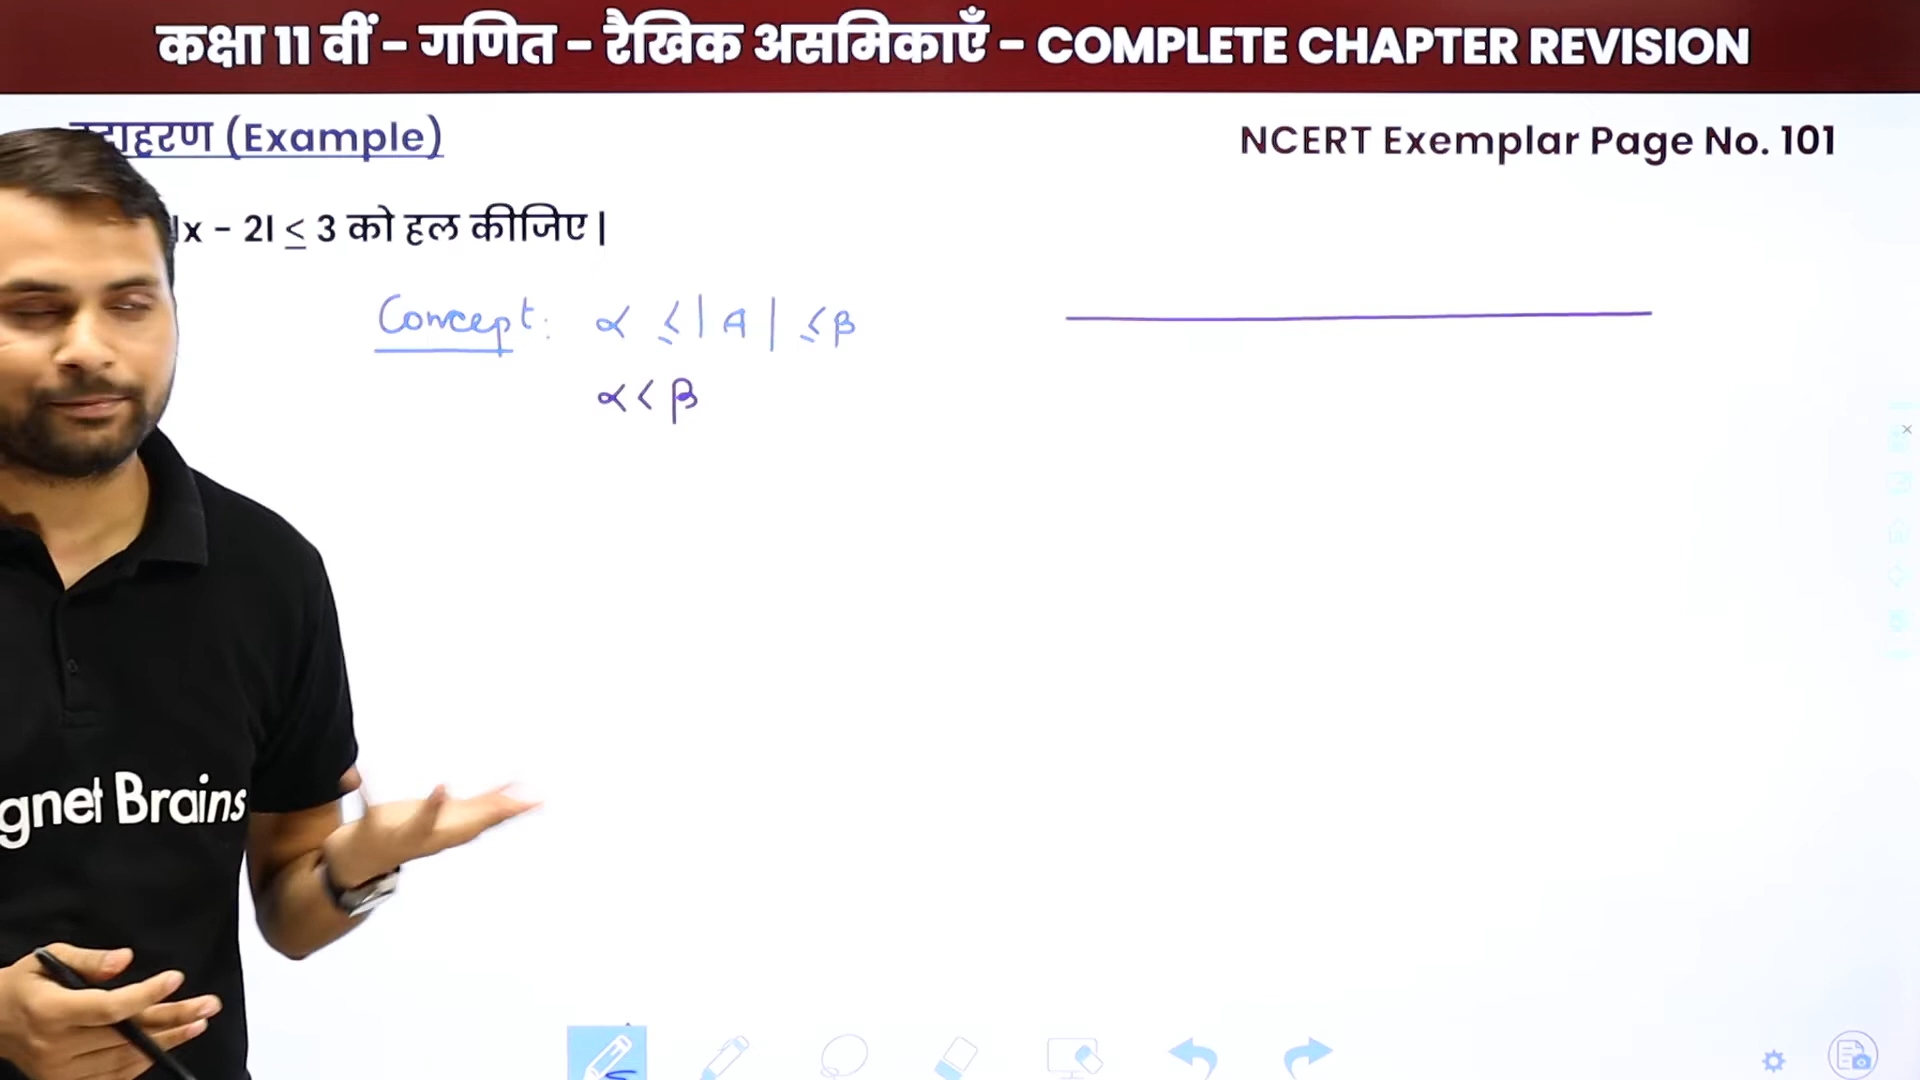 कक्षा 11 वीं – गणित – रैखिक असमिकाएँ – COMPLETE CHAPTER REVISION
(Example)
NCERT Exemplar Page No. 101
|x - 2| ≤ 3 को हल कीजिए |
Concept: α ≤ | A | ≤ β
α < β
gnet Brains